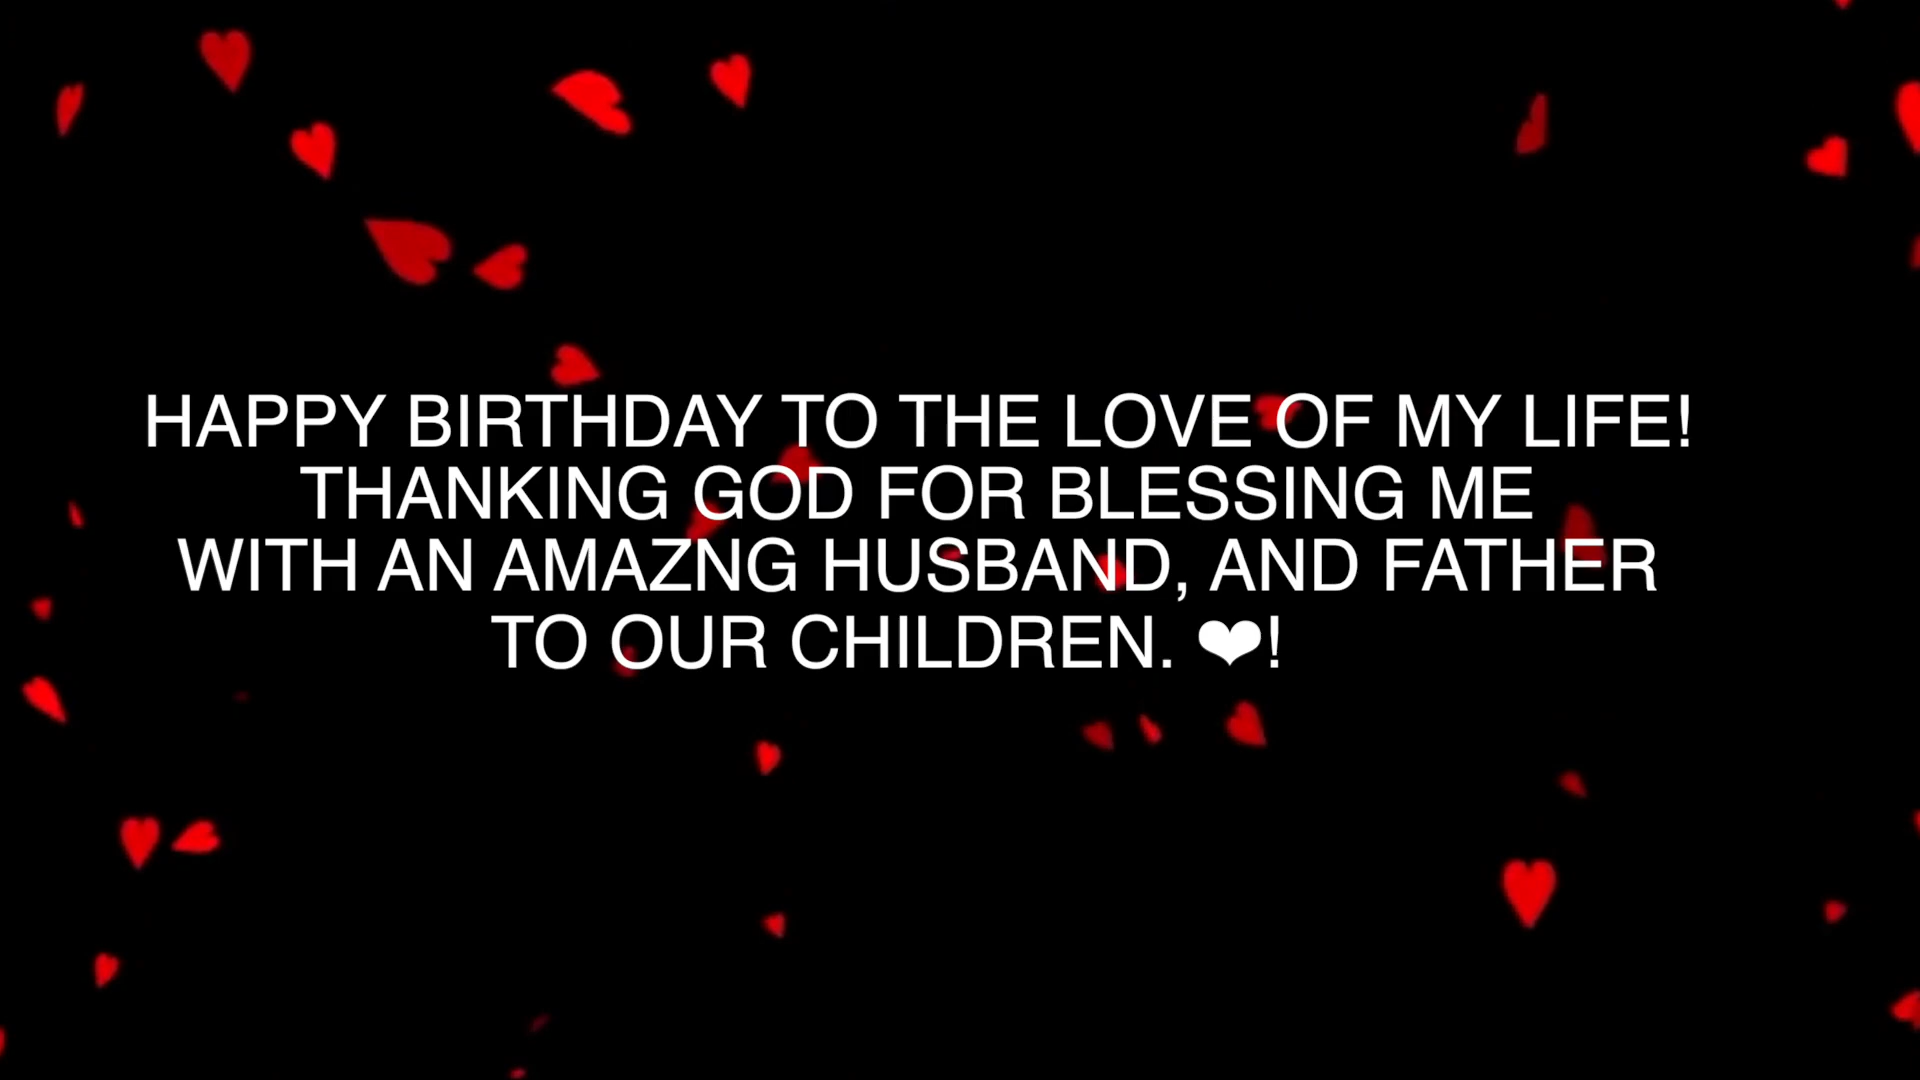 HAPPY BIRTHDAY TO THE LOVE OF MY LIFE!
THANKING GOD FOR BLESSING ME
WITH AN AMAZNG HUSBAND, AND FATHER
TO OUR CHILDREN. ❤!